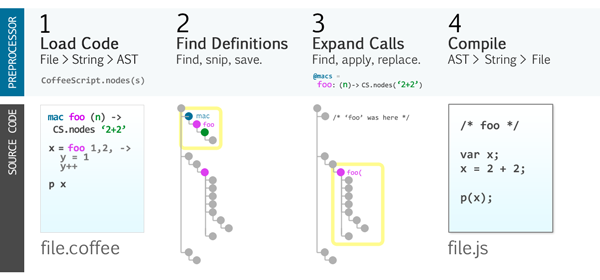 PREPROCESSOR
1
Load Code
File > String > AST
CoffeeScript.nodes(s)
2
Find Definitions
Find, snip, save.
3
Expand Calls
Find, apply, replace.
@macs =
foo: (n)-> CS.nodes(‘2+2’)
4
Compile
AST > String > File
SOURCE CODE
mac foo (n) ->
CS.nodes ‘2+2’
x = foo 1,2, ->
y = 1
y++
p x
file.coffee
mac
foo
/* ‘foo’ was here */
foo(
/* foo */
var x;
x = 2 + 2;
p(x);
file.js